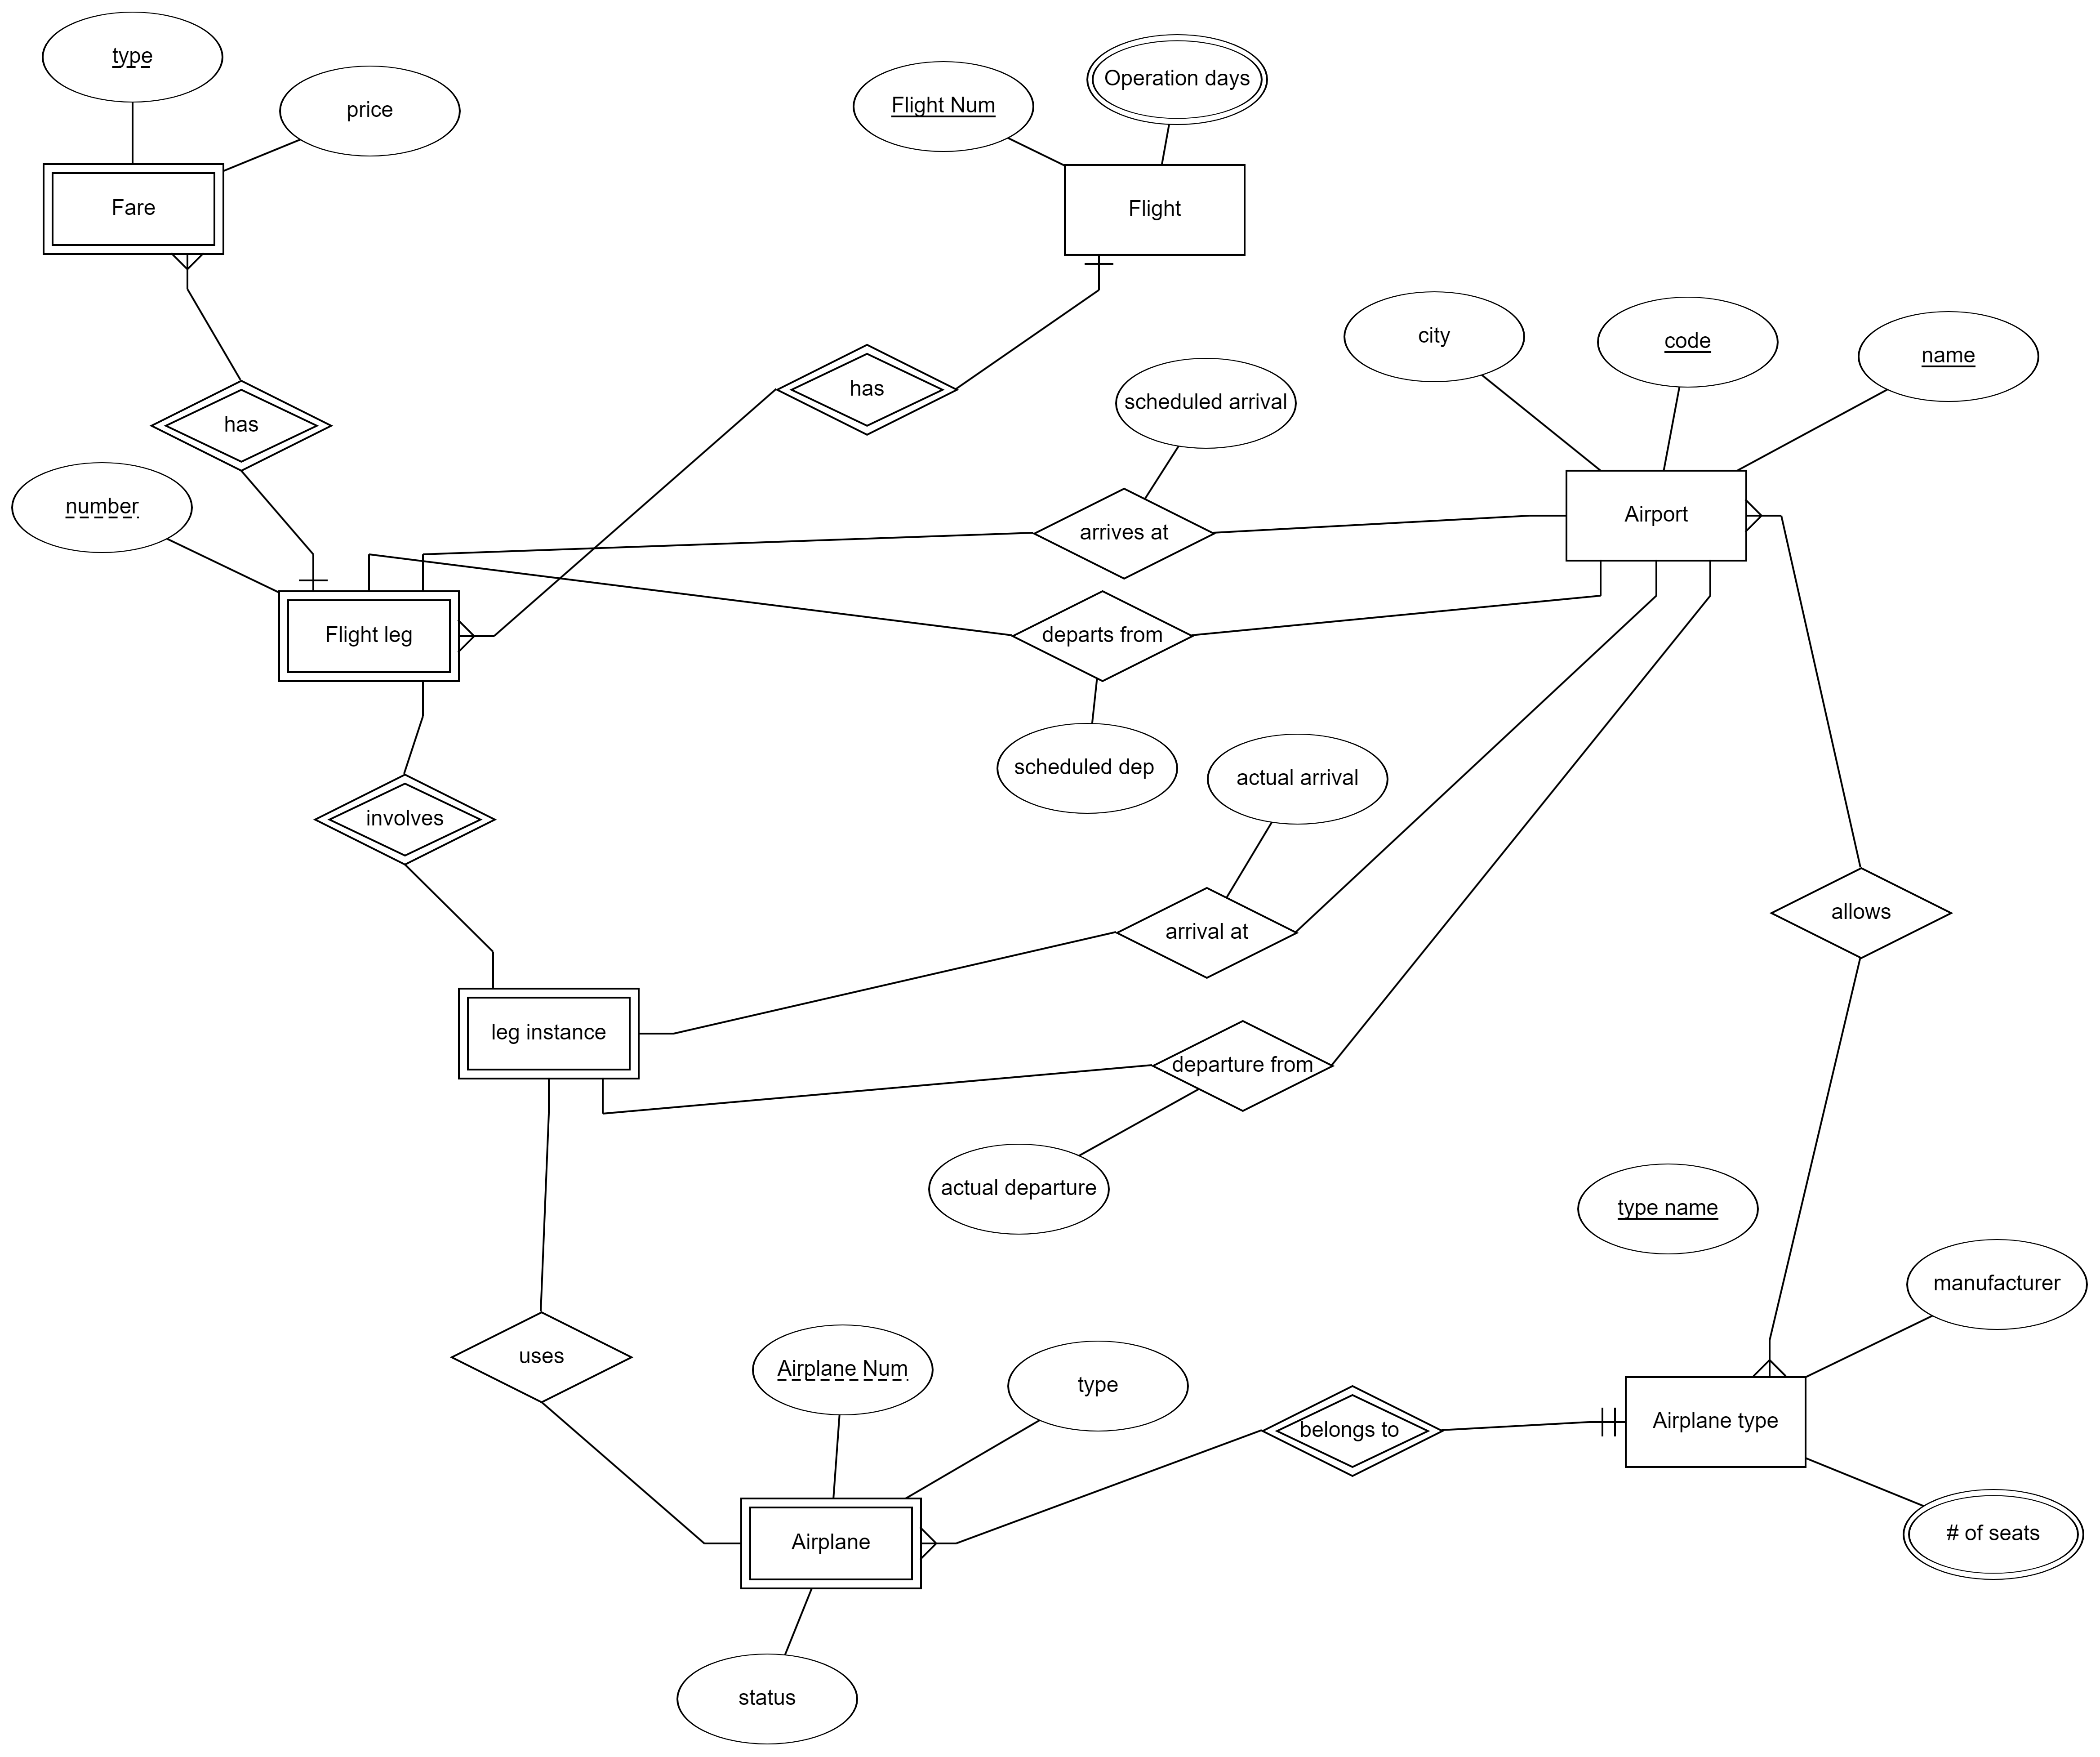 type
price
Fare
Flight Num
Operation days
Flight
has
has
number
scheduled arrival
city
code
name
arrives at
Airport
Flight leg
departs from
scheduled dep
actual arrival
involves
arrival at
allows
leg instance
departure from
actual departure
type name
manufacturer
uses
Airplane Num
type
belongs to
Airplane type
Airplane
# of seats
status